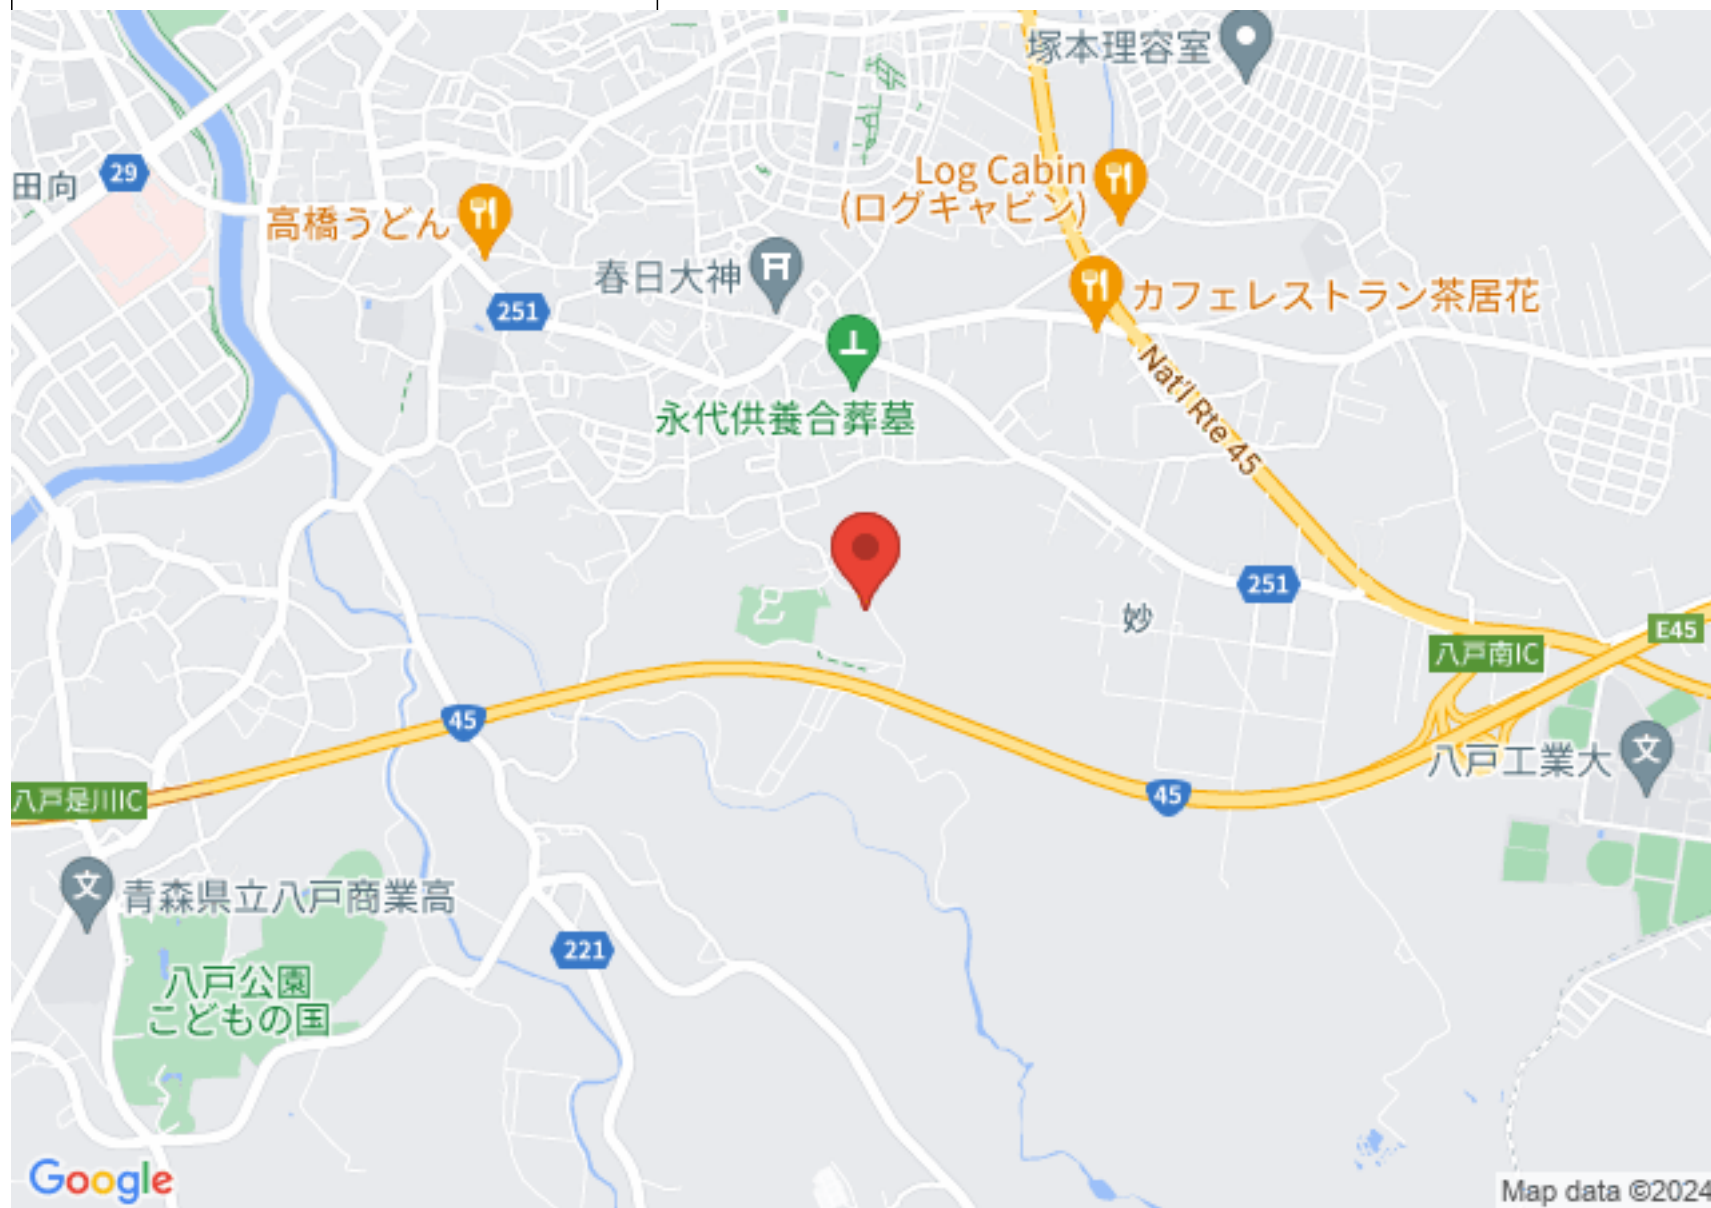 塚本理容室
29
田向
Log Cabin
(ログキャビン)
高橋うどん
春日大神
251
カフェレストラン茶居花
永代供養合葬墓
Nat'l Rte 45
251
妙
E45
八戸南IC
45
八戸工業大
45
八戸是川IC
青森県立八戸商業高
221
八戸公園
こどもの国
Google
Map data ©2024